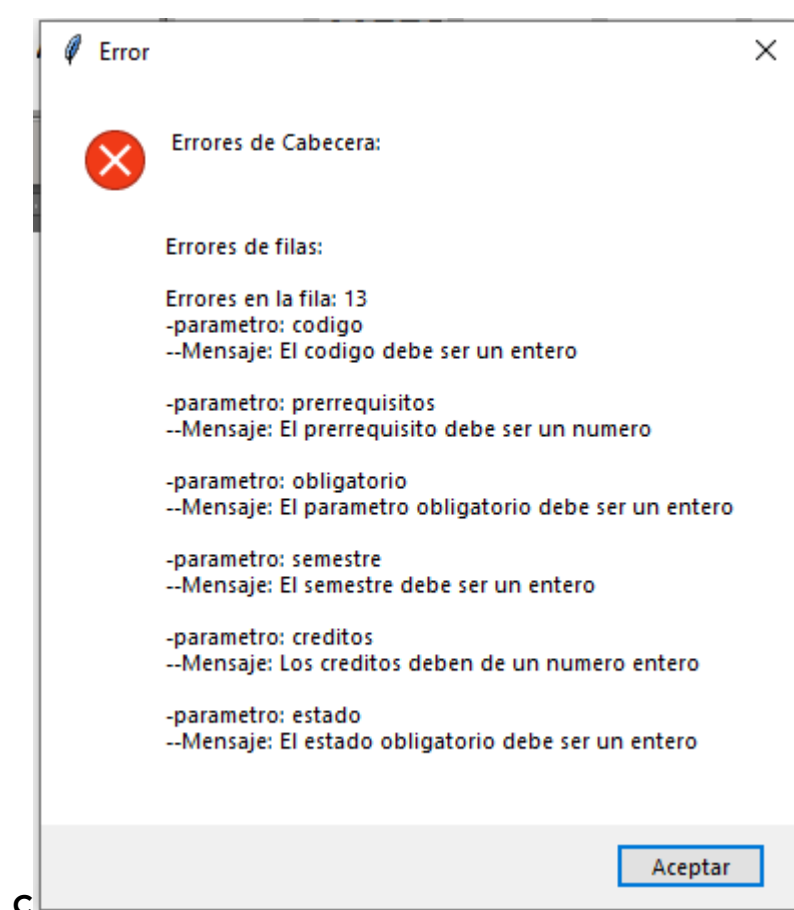 Error
Errores de Cabecera:
Errores de filas:
Errores en la fila: 13
-parametro: codigo
--Mensaje: El codigo debe ser un entero
-parametro: prerrequisitos
--Mensaje: El prerrequisito debe ser un numero
-parametro: obligatorio
--Mensaje: El parametro obligatorio debe ser un entero
-parametro: semestre
--Mensaje: El semestre debe ser un entero
-parametro: creditos
--Mensaje: Los creditos deben de un numero entero
-parametro: estado
--Mensaje: El estado obligatorio debe ser un entero
Aceptar